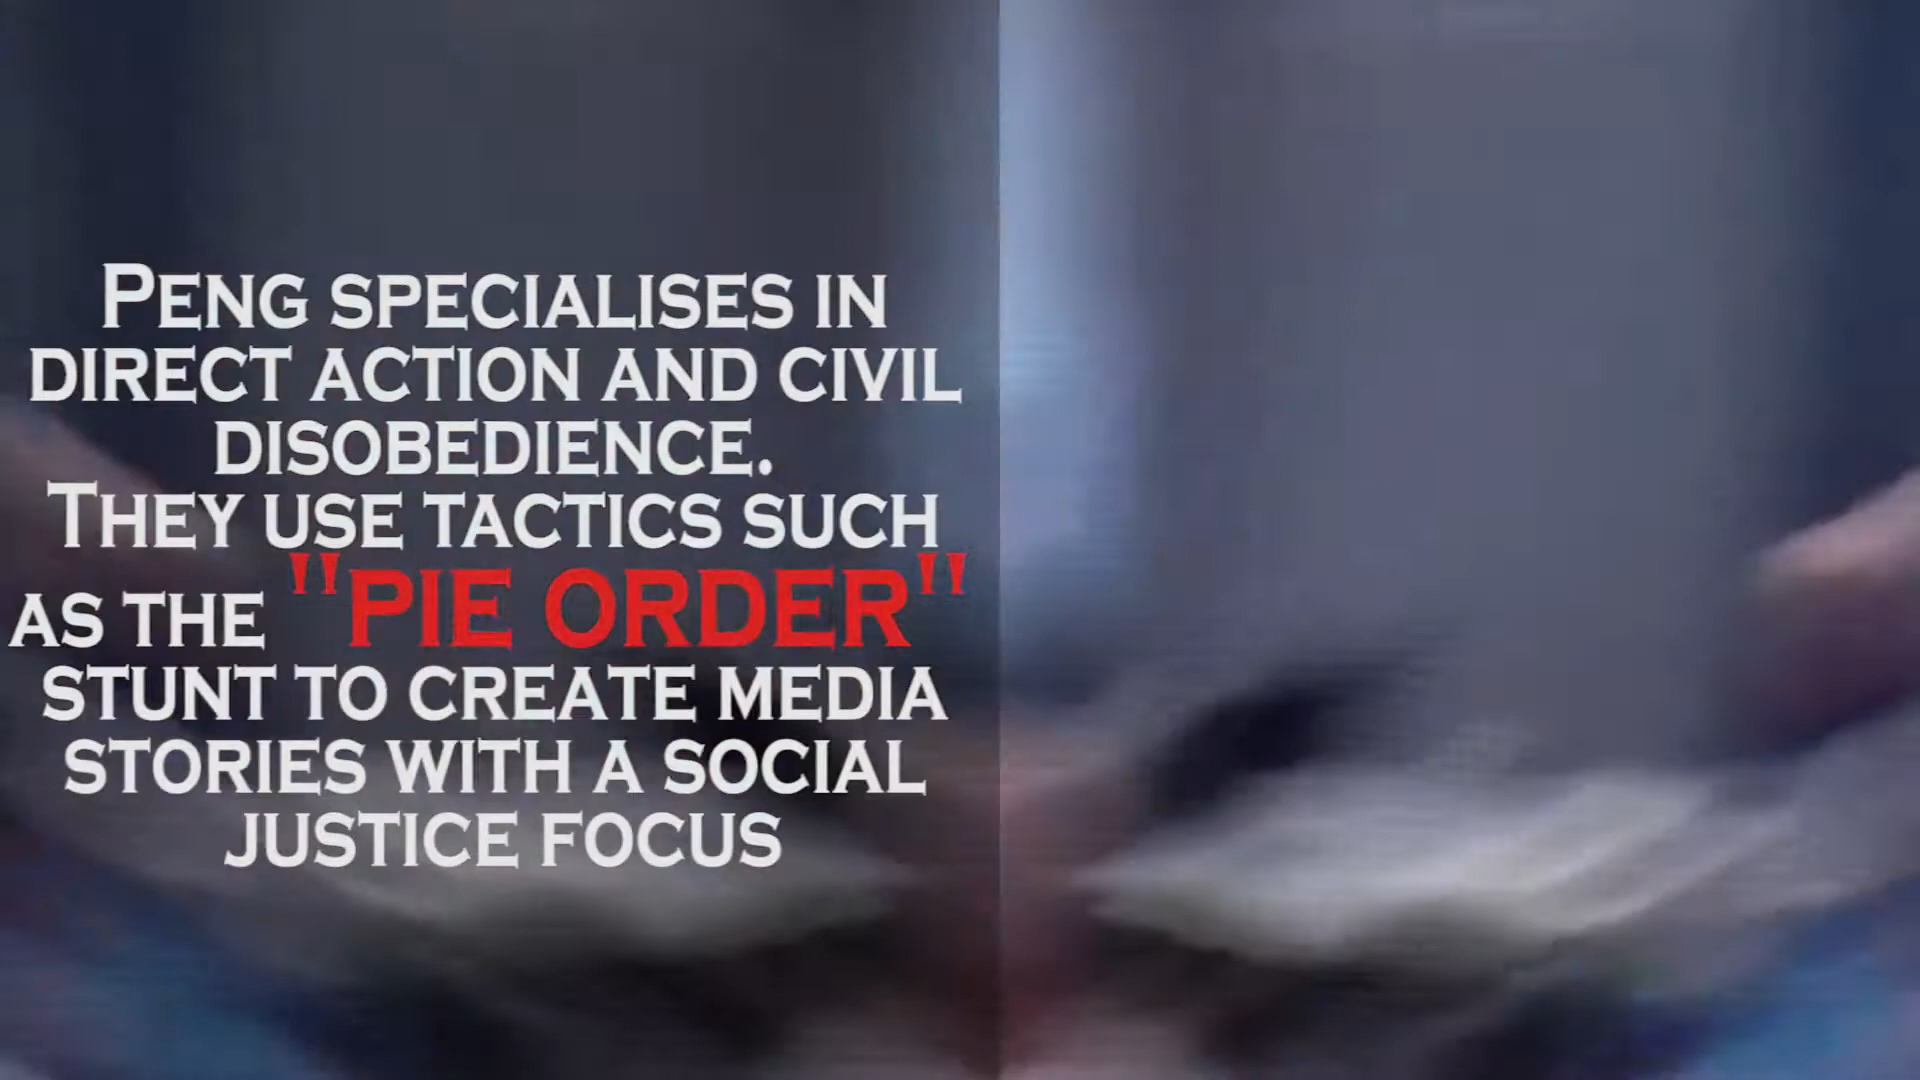 Peng specialises in
direct action and civil
disobedience.
They use tactics such
as the "PIE ORDER"
stunt to create media
stories with a social
justice focus